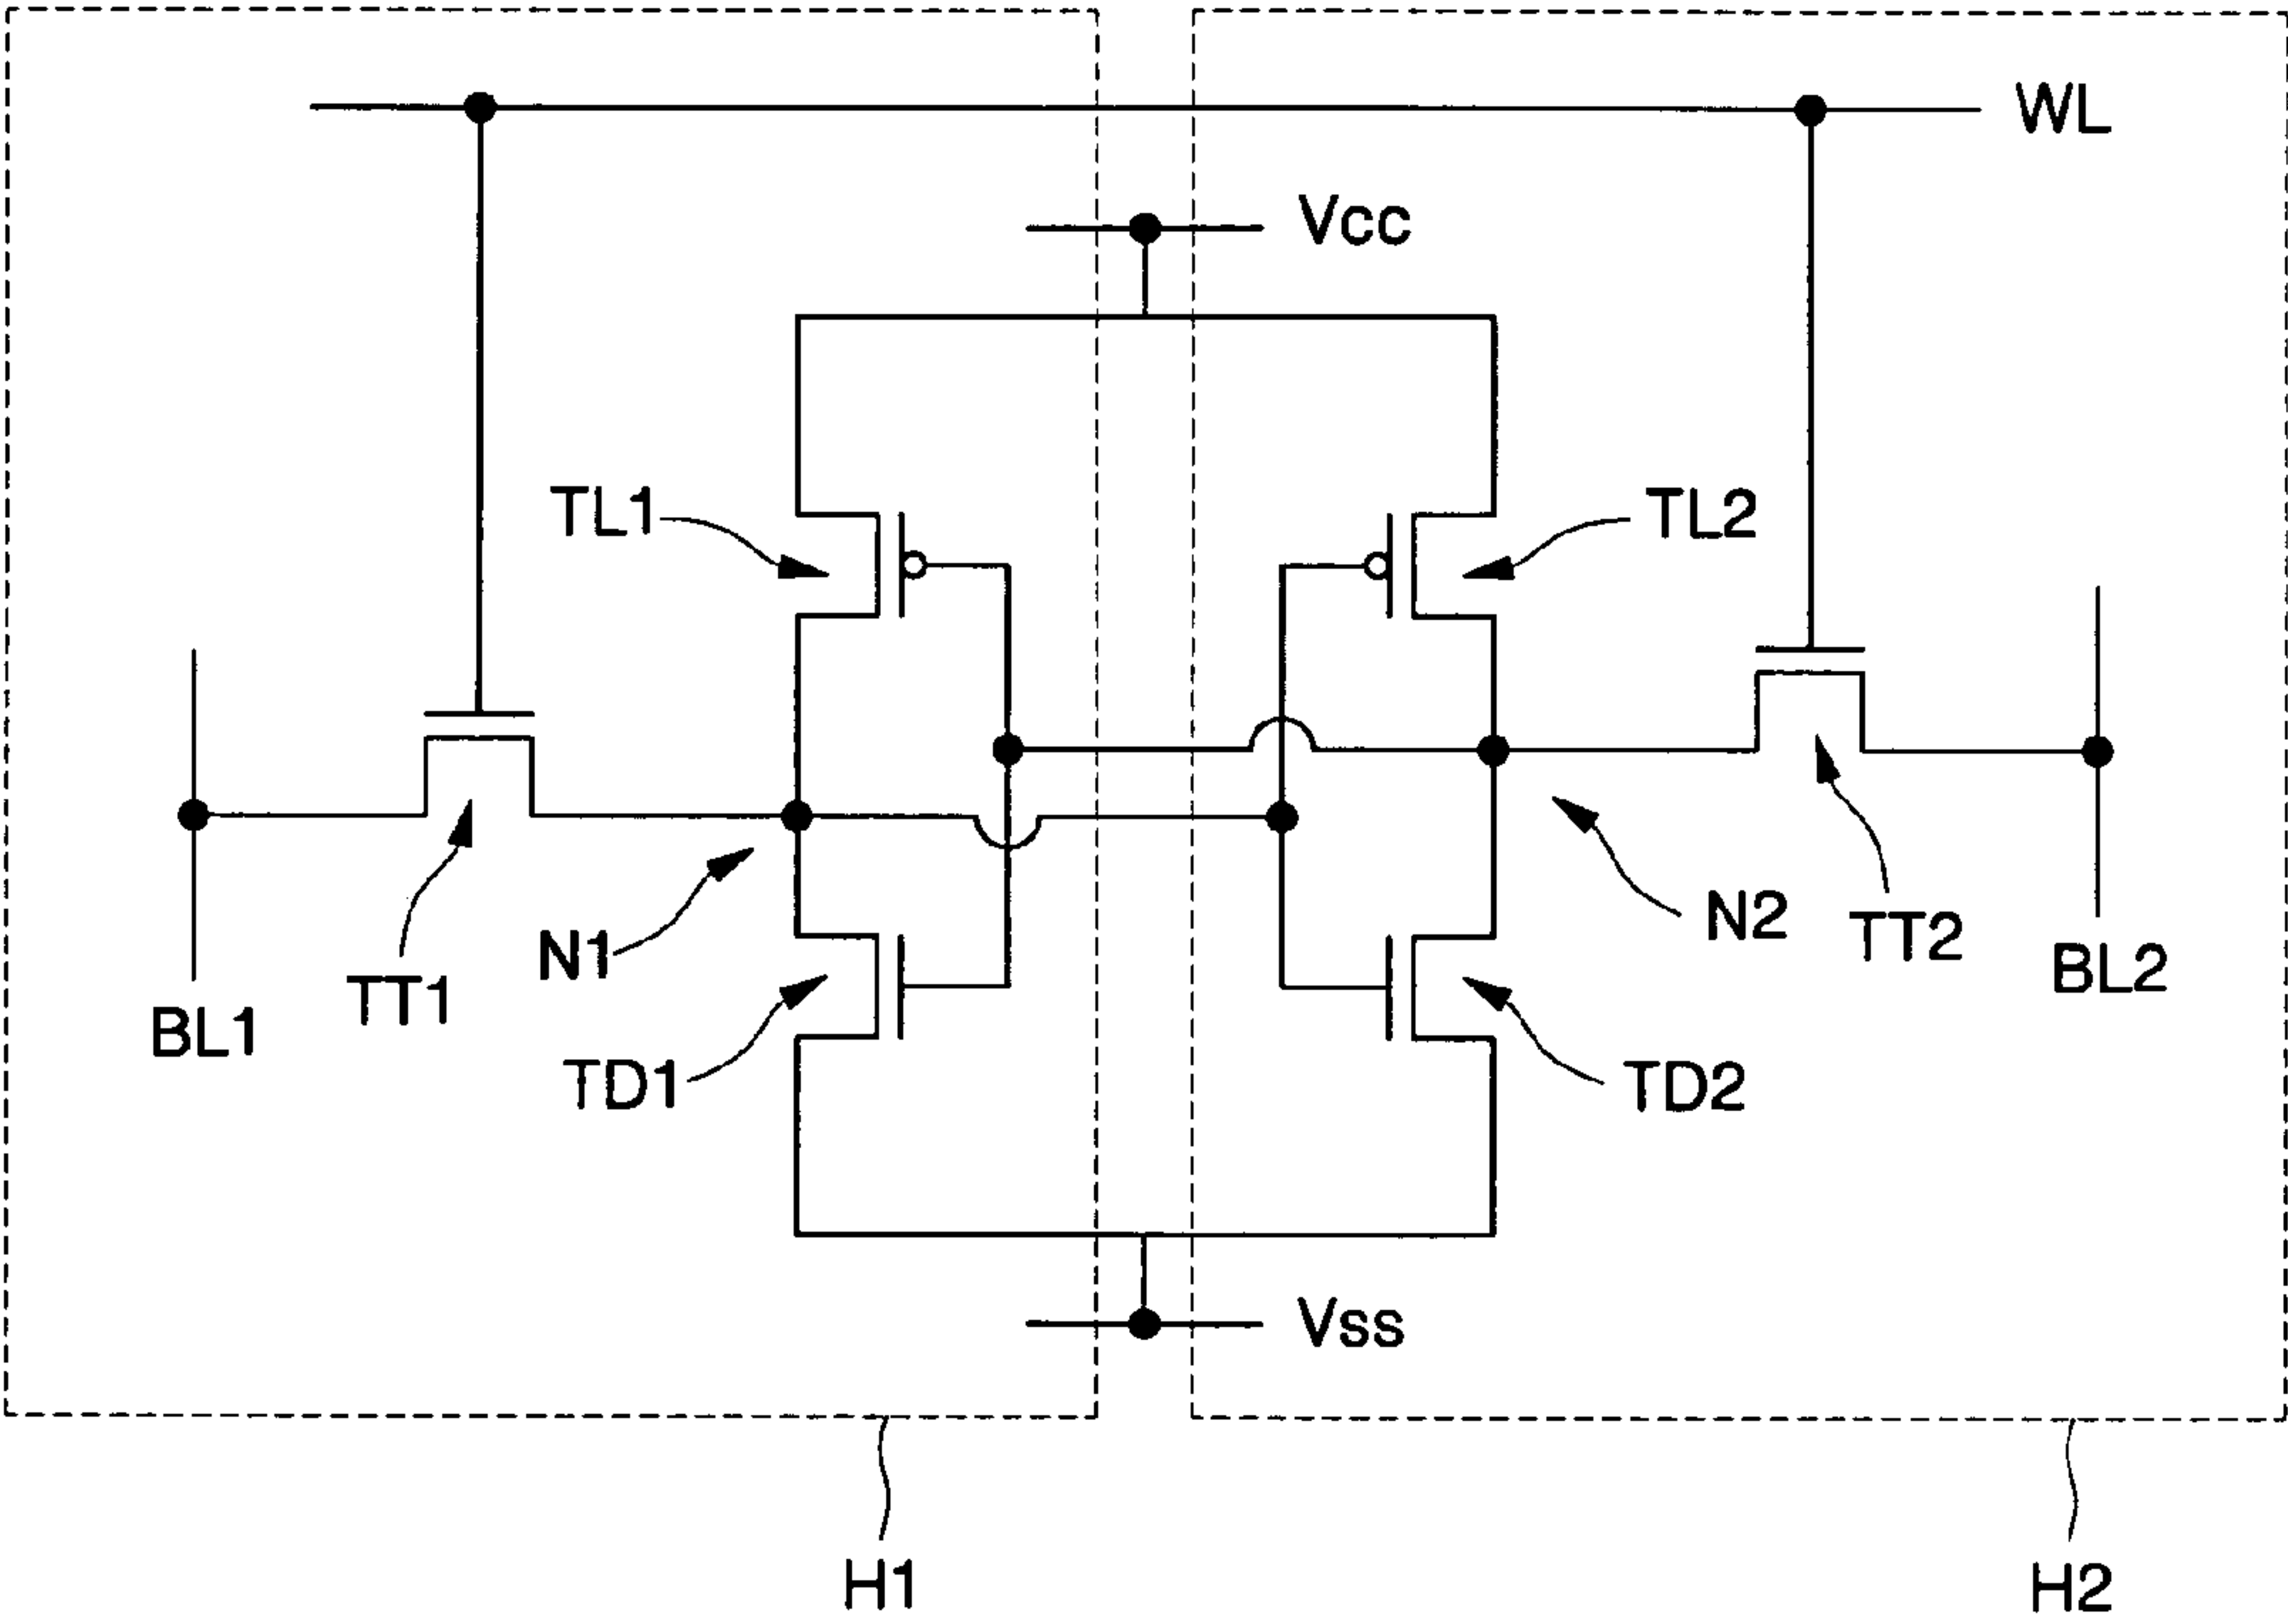 WL
Vcc
TL1
TL2
N1
N2
TT1
TT2
BL1
BL2
TD1
TD2
Vss
H1
H2